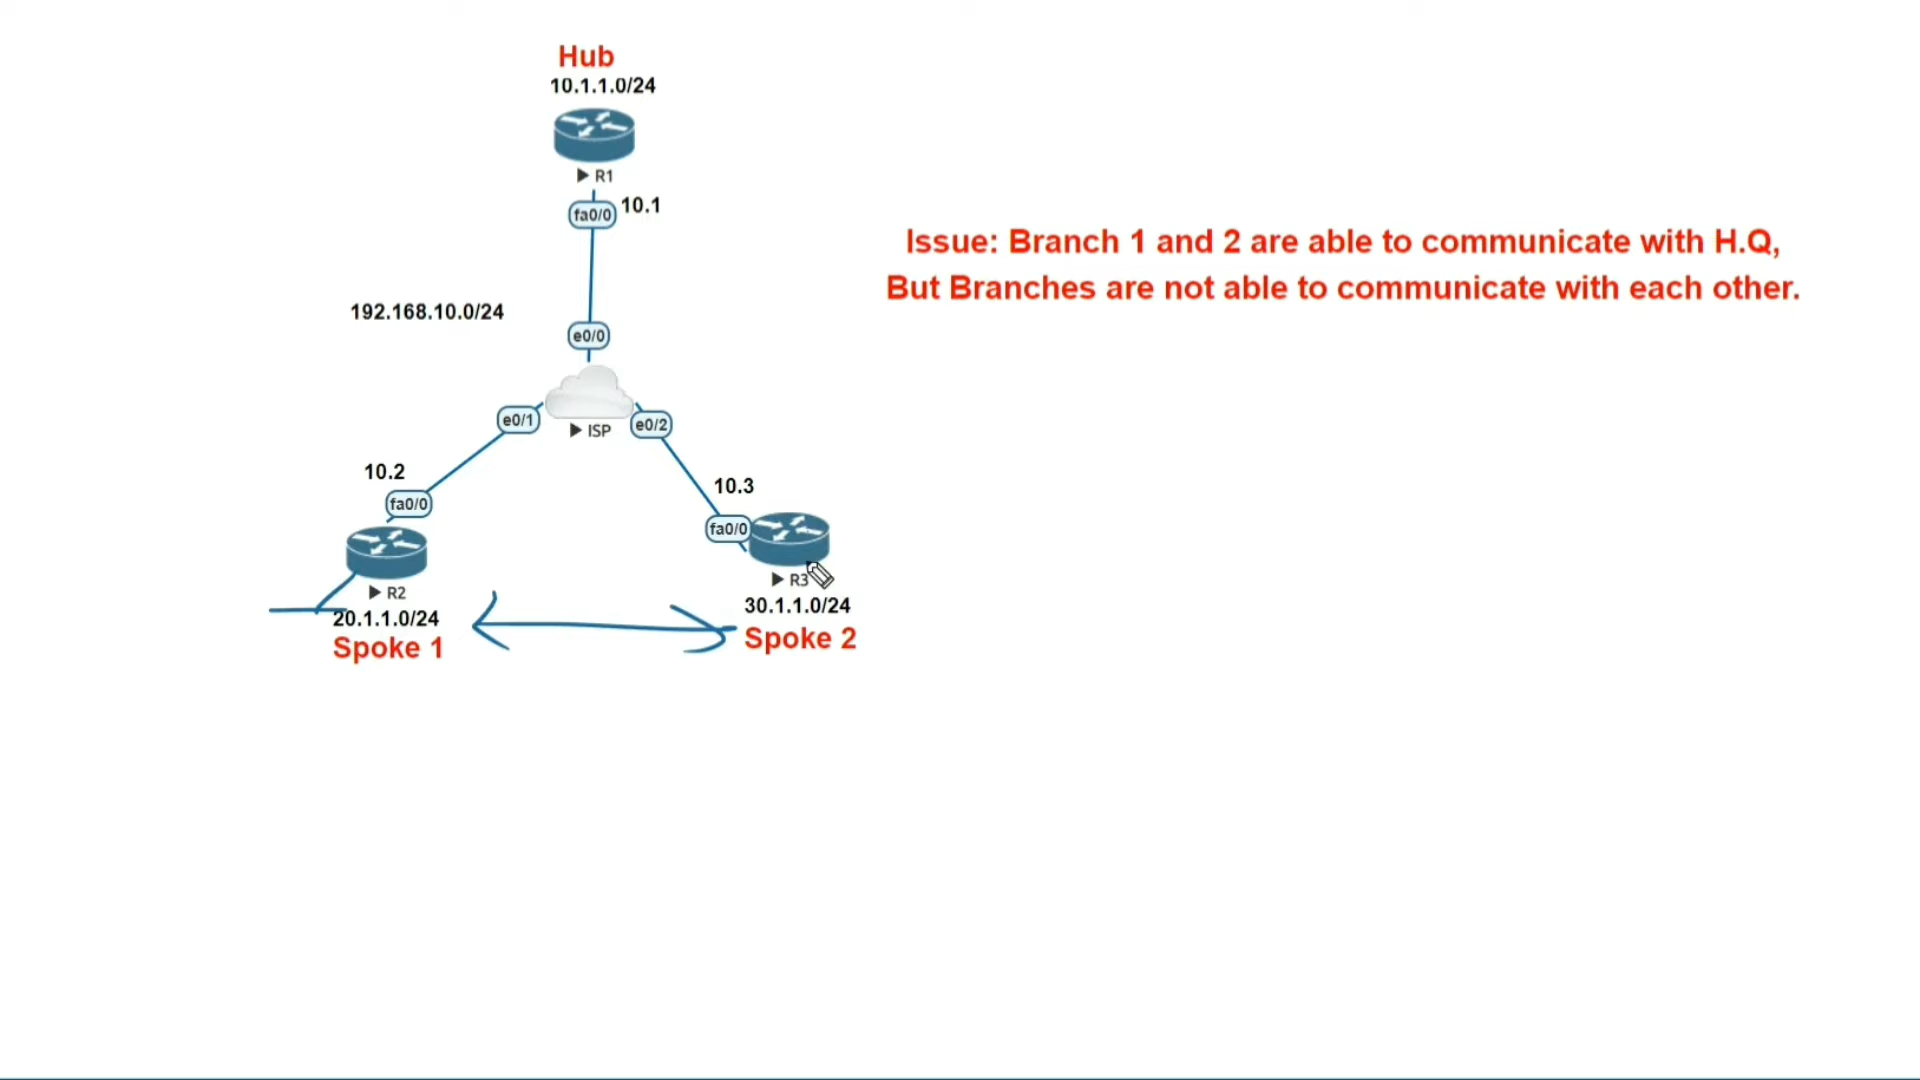 Hub
10.1.1.0/24
R1
fa0/0
10.1
Issue: Branch 1 and 2 are able to communicate with H.Q,
But Branches are not able to communicate with each other.
192.168.10.0/24
e0/0
e0/1
ISP
e0/2
10.2
10.3
fa0/0
fa0/0
R2
R3
20.1.1.0/24
30.1.1.0/24
Spoke 1
Spoke 2